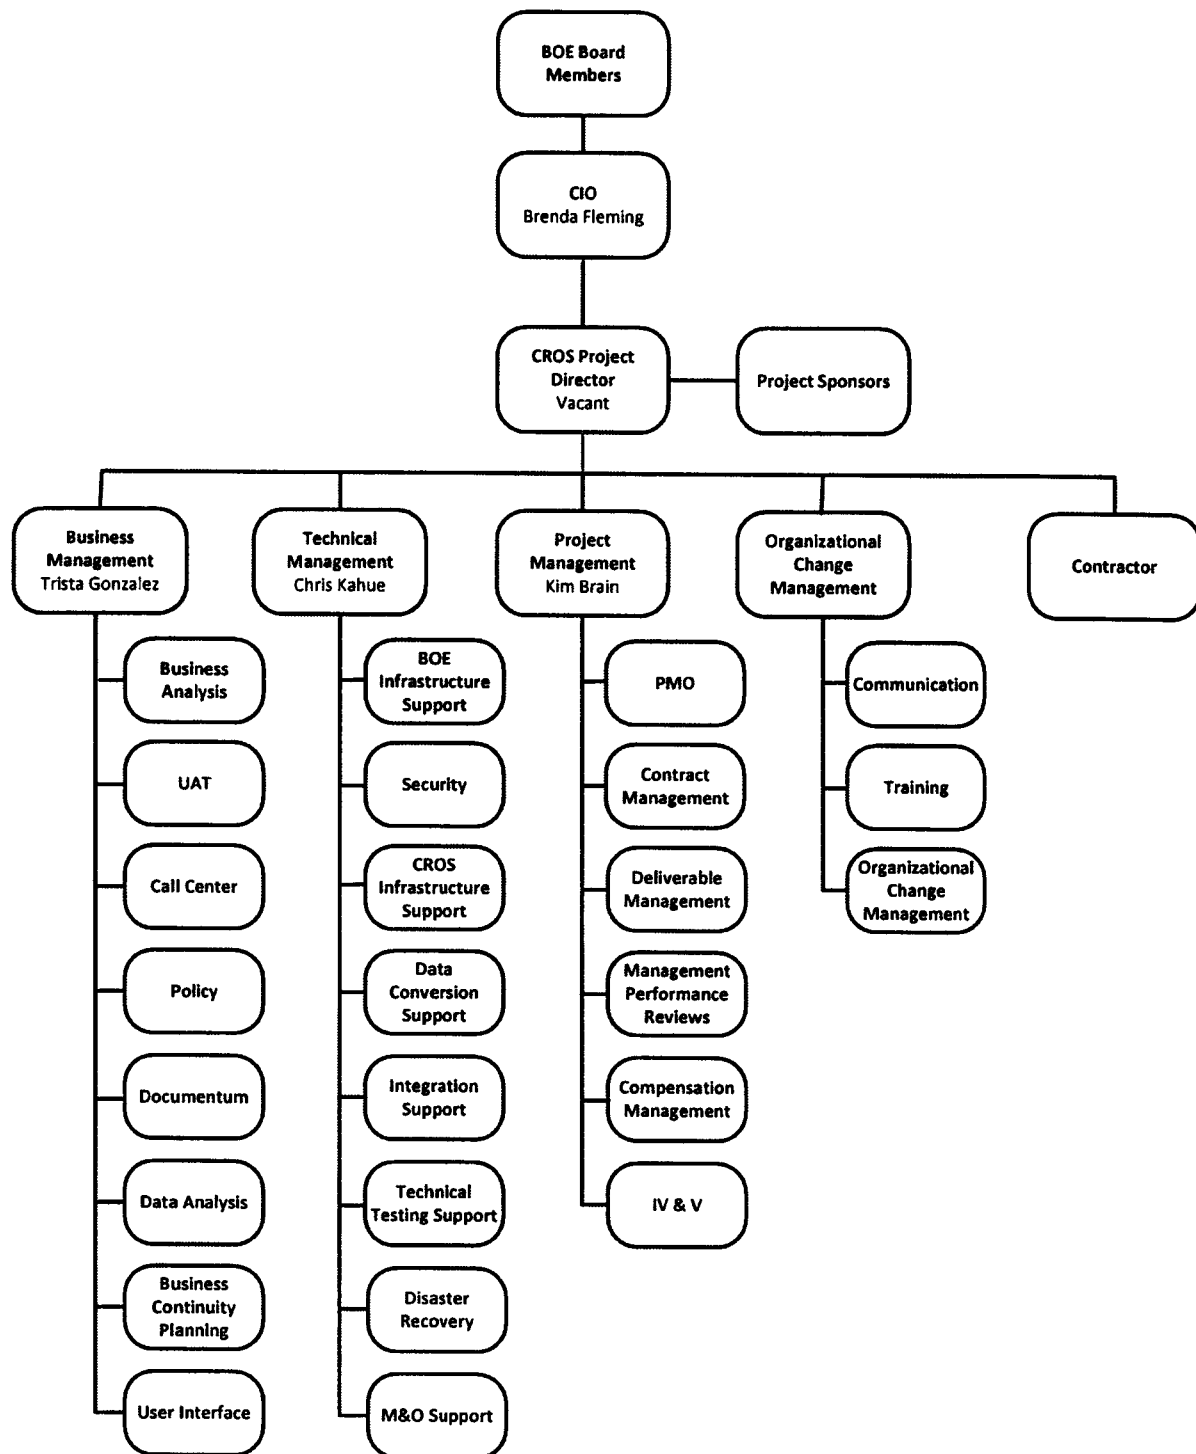 BOE Board
Members
CIO
Brenda Fleming
CROS Project
Director
Vacant
Project Sponsors
Business
Management
Trista Gonzalez
Technical
Management
Chris Kahue
Project
Management
Kim Brain
Organizational
Change
Management
Contractor
Business
Analysis
UAT
Call Center
Policy
Documentum
Data Analysis
Business
Continuity
Planning
User Interface
BOE
Infrastructure
Support
Security
CROS
Infrastructure
Support
Data
Conversion
Support
Integration
Support
Technical
Testing Support
Disaster
Recovery
M&O Support
PMO
Contract
Management
Deliverable
Management
Management
Performance
Reviews
Compensation
Management
IV & V
Communication
Training
Organizational
Change
Management